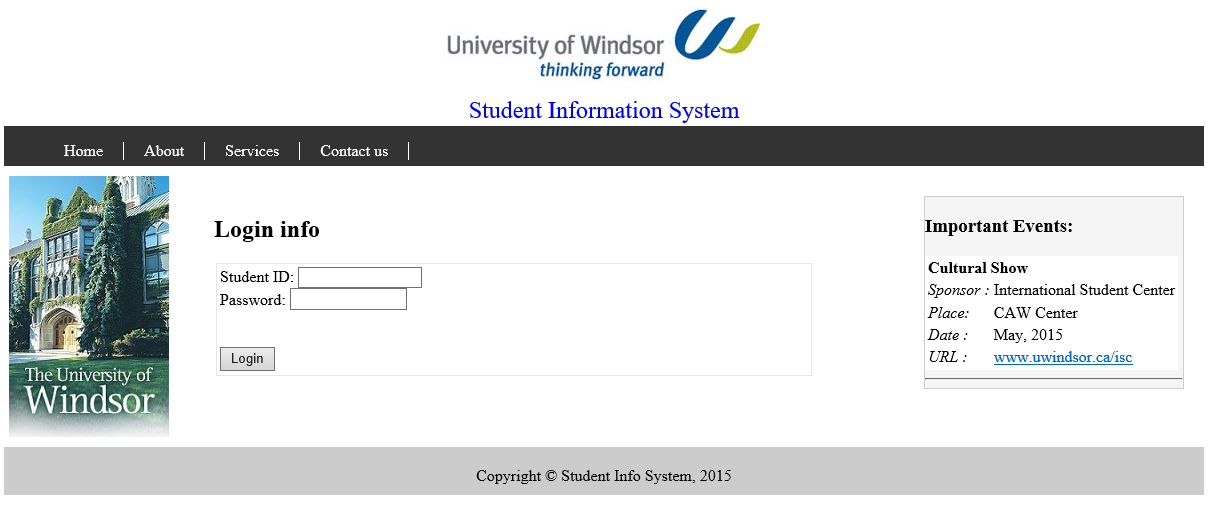 University of Windsor
thinking forward
Student Information System
Home About Services Contact us
The University of
Windsor
Login info
Student ID:
Password:
Login
Important Events:
Cultural Show
Sponsor : International Student Center
Place: CAW Center
Date : May, 2015
URL : www.uwindsor.ca/isc
Copyright © Student Info System, 2015